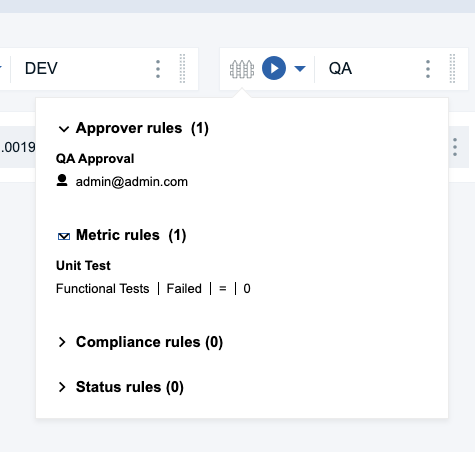 DEV
QA
.0019
Approver rules (1)
QA Approval
admin@admin.com
Metric rules (1)
Unit Test
Functional Tests | Failed | = | 0
Compliance rules (0)
Status rules (0)